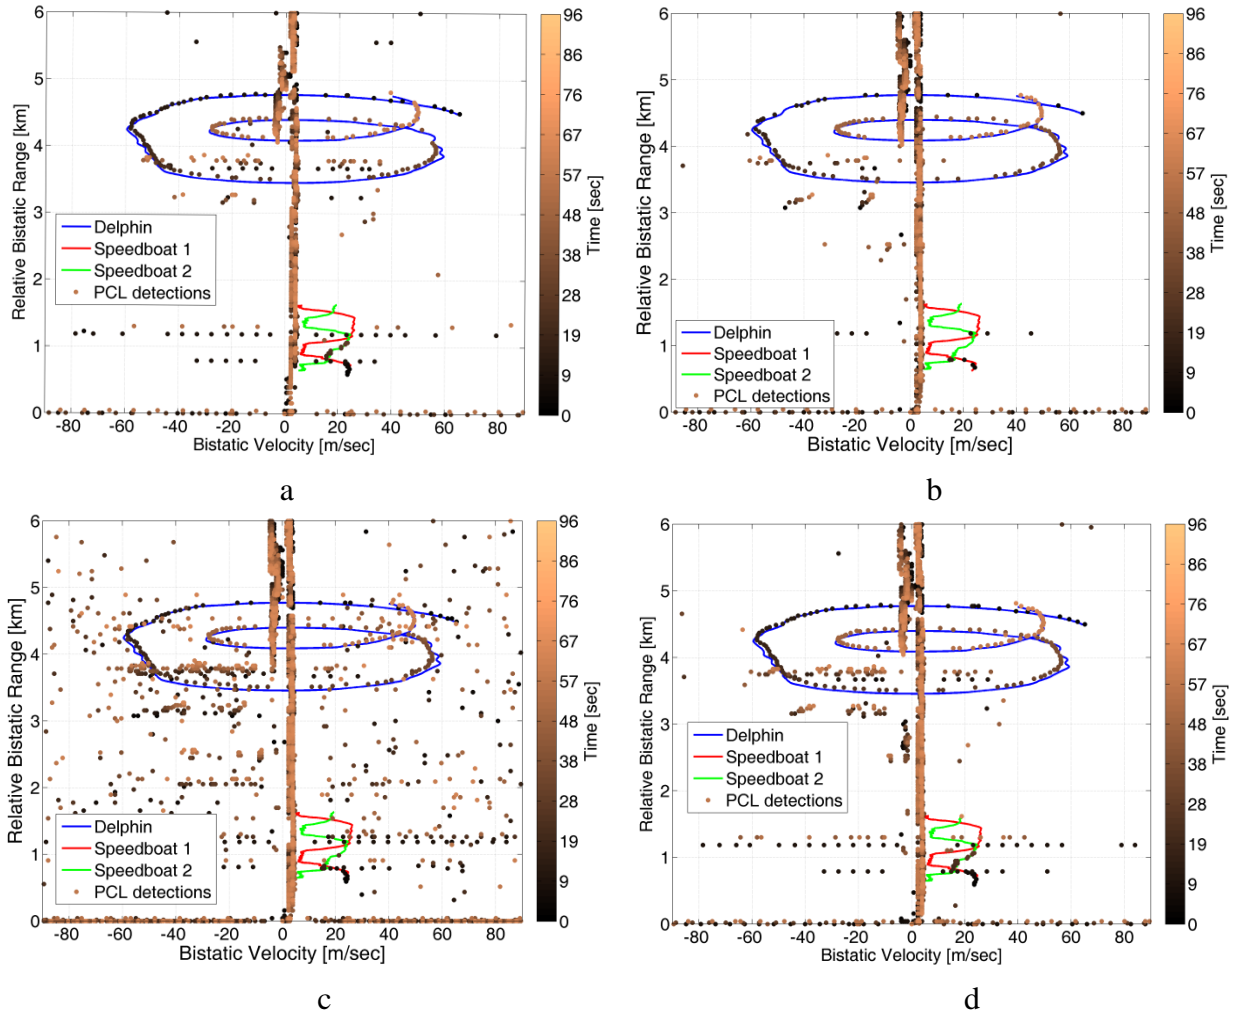 6
5
4
3
2
1
0
-80 -60 -40 -20 0 20 40 60 80
Relative Bistatic Range [km]
Bistatic Velocity [m/sec]
Delphin
Speedboat 1
Speedboat 2
PCL detections
96
86
76
67
57
48
38
28
19
9
0
Time [sec]
a
6
5
4
3
2
1
0
-80 -60 -40 -20 0 20 40 60 80
Relative Bistatic Range [km]
Bistatic Velocity [m/sec]
Delphin
Speedboat 1
Speedboat 2
PCL detections
96
86
76
67
57
48
38
28
19
9
0
Time [sec]
b
6
5
4
3
2
1
0
-80 -60 -40 -20 0 20 40 60 80
Relative Bistatic Range [km]
Bistatic Velocity [m/sec]
Delphin
Speedboat 1
Speedboat 2
PCL detections
96
86
76
67
57
48
38
28
19
9
0
Time [sec]
c
6
5
4
3
2
1
0
-80 -60 -40 -20 0 20 40 60 80
Relative Bistatic Range [km]
Bistatic Velocity [m/sec]
Delphin
Speedboat 1
Speedboat 2
PCL detections
96
86
76
67
57
48
38
28
19
9
0
Time [sec]
d